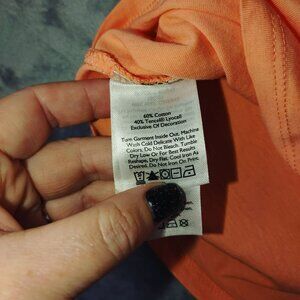 60% Cotton
40% Tencel® Lyocell
Exclusive Of Decoration
Turn Garment Inside Out. Machine
Wash Cold Delicate With Like
Colors. Do Not Bleach. Tumble
Dry Low Or For Best Results
Reshape, Dry Flat, Cool Iron As
Desired. Do Not Iron On Print.